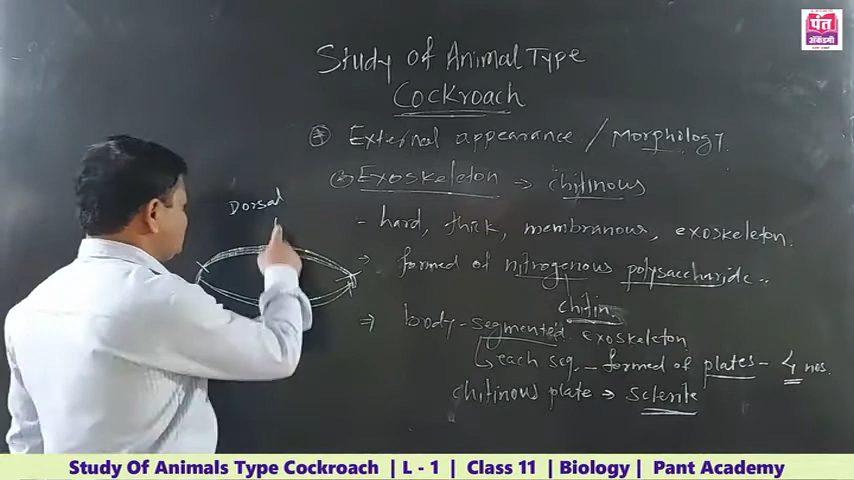 पंत
अ‍ॅकॅडमी
Study of Animal Type
Cockroach
External appearance / Morphology.
Exoskeleton → chitinous
Dorsal
- hard, thick, membranous, exoskeleton.
→ formed of nitrogenous polysaccharide..
chitin
⇒ body - segmented exoskeleton
each seg. - formed of plates - 4 nos.
chitinous plate → sclerite
Study Of Animals Type Cockroach | L - 1 | Class 11 | Biology | Pant Academy